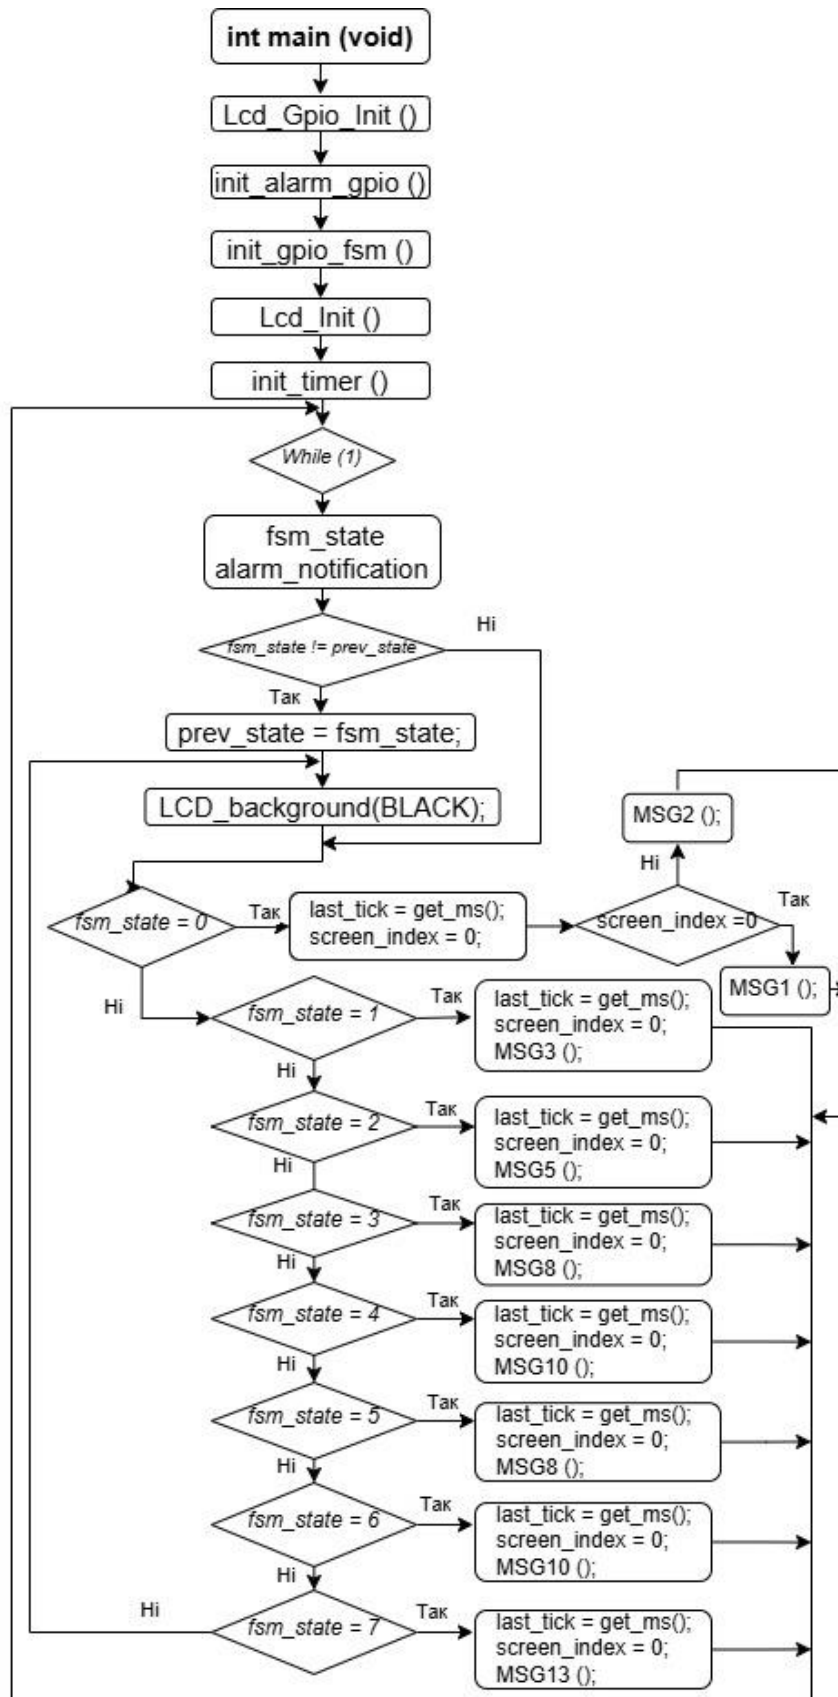 int main (void)
Lcd_Gpio_Init ()
init_alarm_gpio ()
init_gpio_fsm ()
Lcd_Init ()
init_timer ()
While (1)
fsm_state
alarm_notification
fsm_state != prev_state
Ні
Так
prev_state = fsm_state;
LCD_background(BLACK);
MSG2 ();
Ні
fsm_state = 0
Так
last_tick = get_ms();
screen_index = 0;
screen_index =0
Так
MSG1 ();
Ні
fsm_state = 1
Так
last_tick = get_ms();
screen_index = 0;
MSG3 ();
Ні
fsm_state = 2
Так
last_tick = get_ms();
screen_index = 0;
MSG5 ();
Ні
fsm_state = 3
Так
last_tick = get_ms();
screen_index = 0;
MSG8 ();
Ні
fsm_state = 4
Так
last_tick = get_ms();
screen_index = 0;
MSG10 ();
Ні
fsm_state = 5
Так
last_tick = get_ms();
screen_index = 0;
MSG8 ();
Ні
fsm_state = 6
Так
last_tick = get_ms();
screen_index = 0;
MSG10 ();
Ні
Ні
fsm_state = 7
Так
last_tick = get_ms();
screen_index = 0;
MSG13 ();